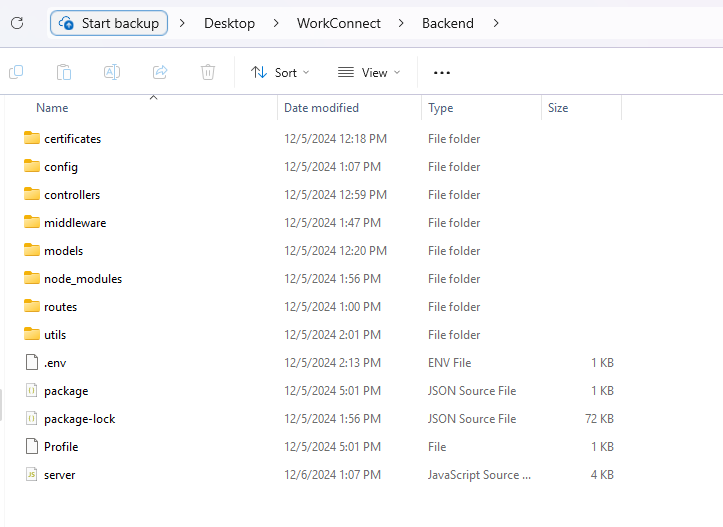 Start backup > Desktop > WorkConnect > Backend >
Sort View ...
Name Date modified Type Size
certificates 12/5/2024 12:18 PM File folder
config 12/5/2024 1:07 PM File folder
controllers 12/5/2024 12:59 PM File folder
middleware 12/5/2024 1:47 PM File folder
models 12/5/2024 12:20 PM File folder
node_modules 12/5/2024 1:56 PM File folder
routes 12/5/2024 1:00 PM File folder
utils 12/5/2024 2:01 PM File folder
.env 12/5/2024 2:13 PM ENV File 1 KB
package 12/5/2024 5:01 PM JSON Source File 1 KB
package-lock 12/5/2024 1:56 PM JSON Source File 72 KB
Profile 12/5/2024 5:01 PM File 1 KB
server 12/6/2024 1:07 PM JavaScript Source ... 4 KB